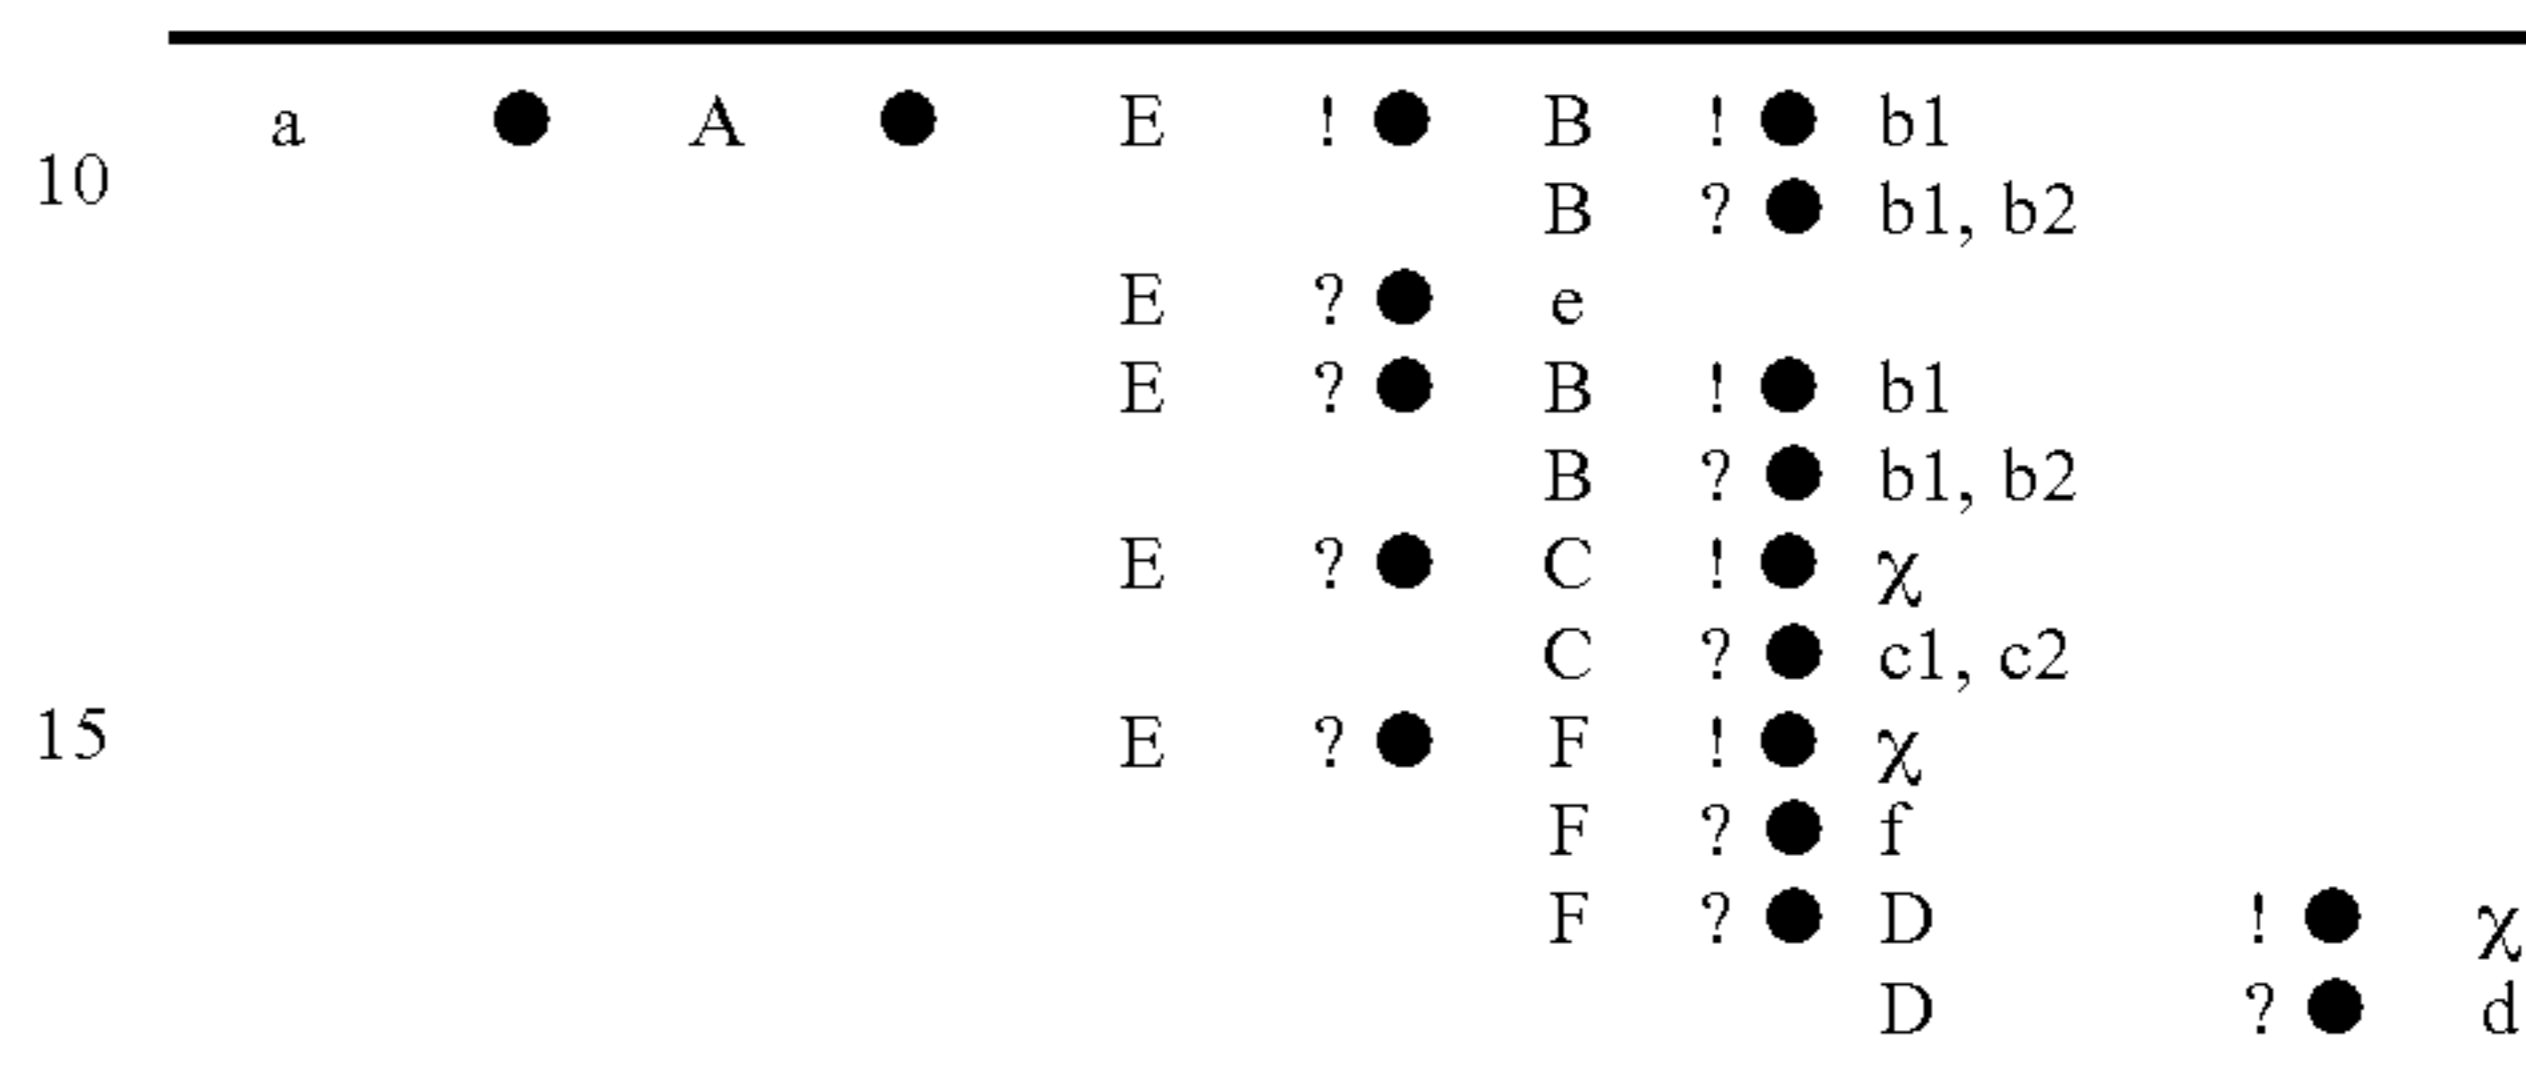 a ● A ● E ! ● B ! ● b1
10
B ? ● b1, b2
E ? ● e
E ? ● B ! ● b1
B ? ● b1, b2
E ? ● C ! ● χ
C ? ● c1, c2
15 E ? ● F ! ● χ
F ? ● f
F ? ● D ! ● χ
D ? ● d